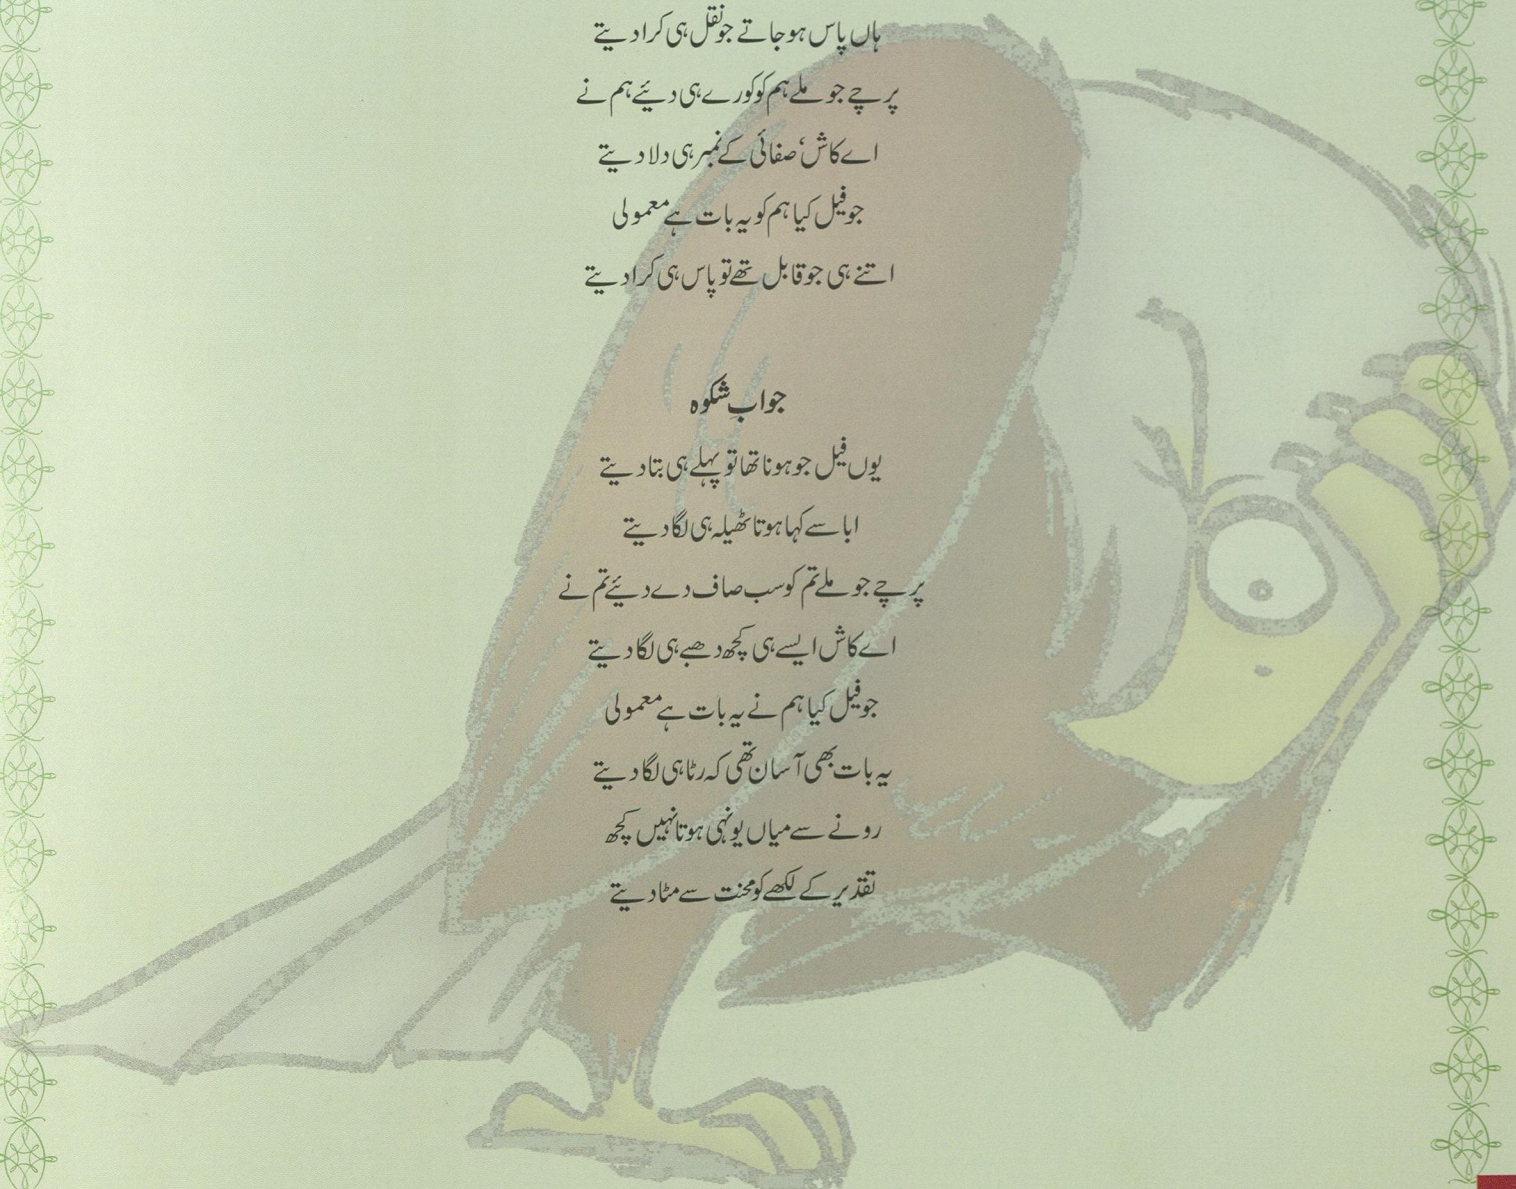 ہاں پاس ہوجاتے جو نقل ہی کرا دیتے
پرچے جو ملے ہم کو کورے ہی دیئے ہم نے
اے کاش، صفائی کے نمبر ہی دلا دیتے
جو فیل کیا ہم کو یہ بات ہے معمولی
اتنے ہی جو قابل تھے تو پاس ہی کرا دیتے
جوابِ شکوہ
یوں فیل جو ہونا تھا تو پہلے ہی بتا دیتے
ابا سے کہا ہوتا ٹھیلہ ہی لگا دیتے
پرچے جو ملے تم کو سب صاف دے دیئے تم نے
اے کاش ایسے ہی کچھ دھبے ہی لگا دیتے
جو فیل کیا ہم نے یہ بات ہے معمولی
یہ بات بھی آسان تھی کہ رٹا ہی لگا دیتے
رونے سے میاں یونہی ہوتا نہیں کچھ
تقدیر کے لکھے کو محنت سے مٹا دیتے